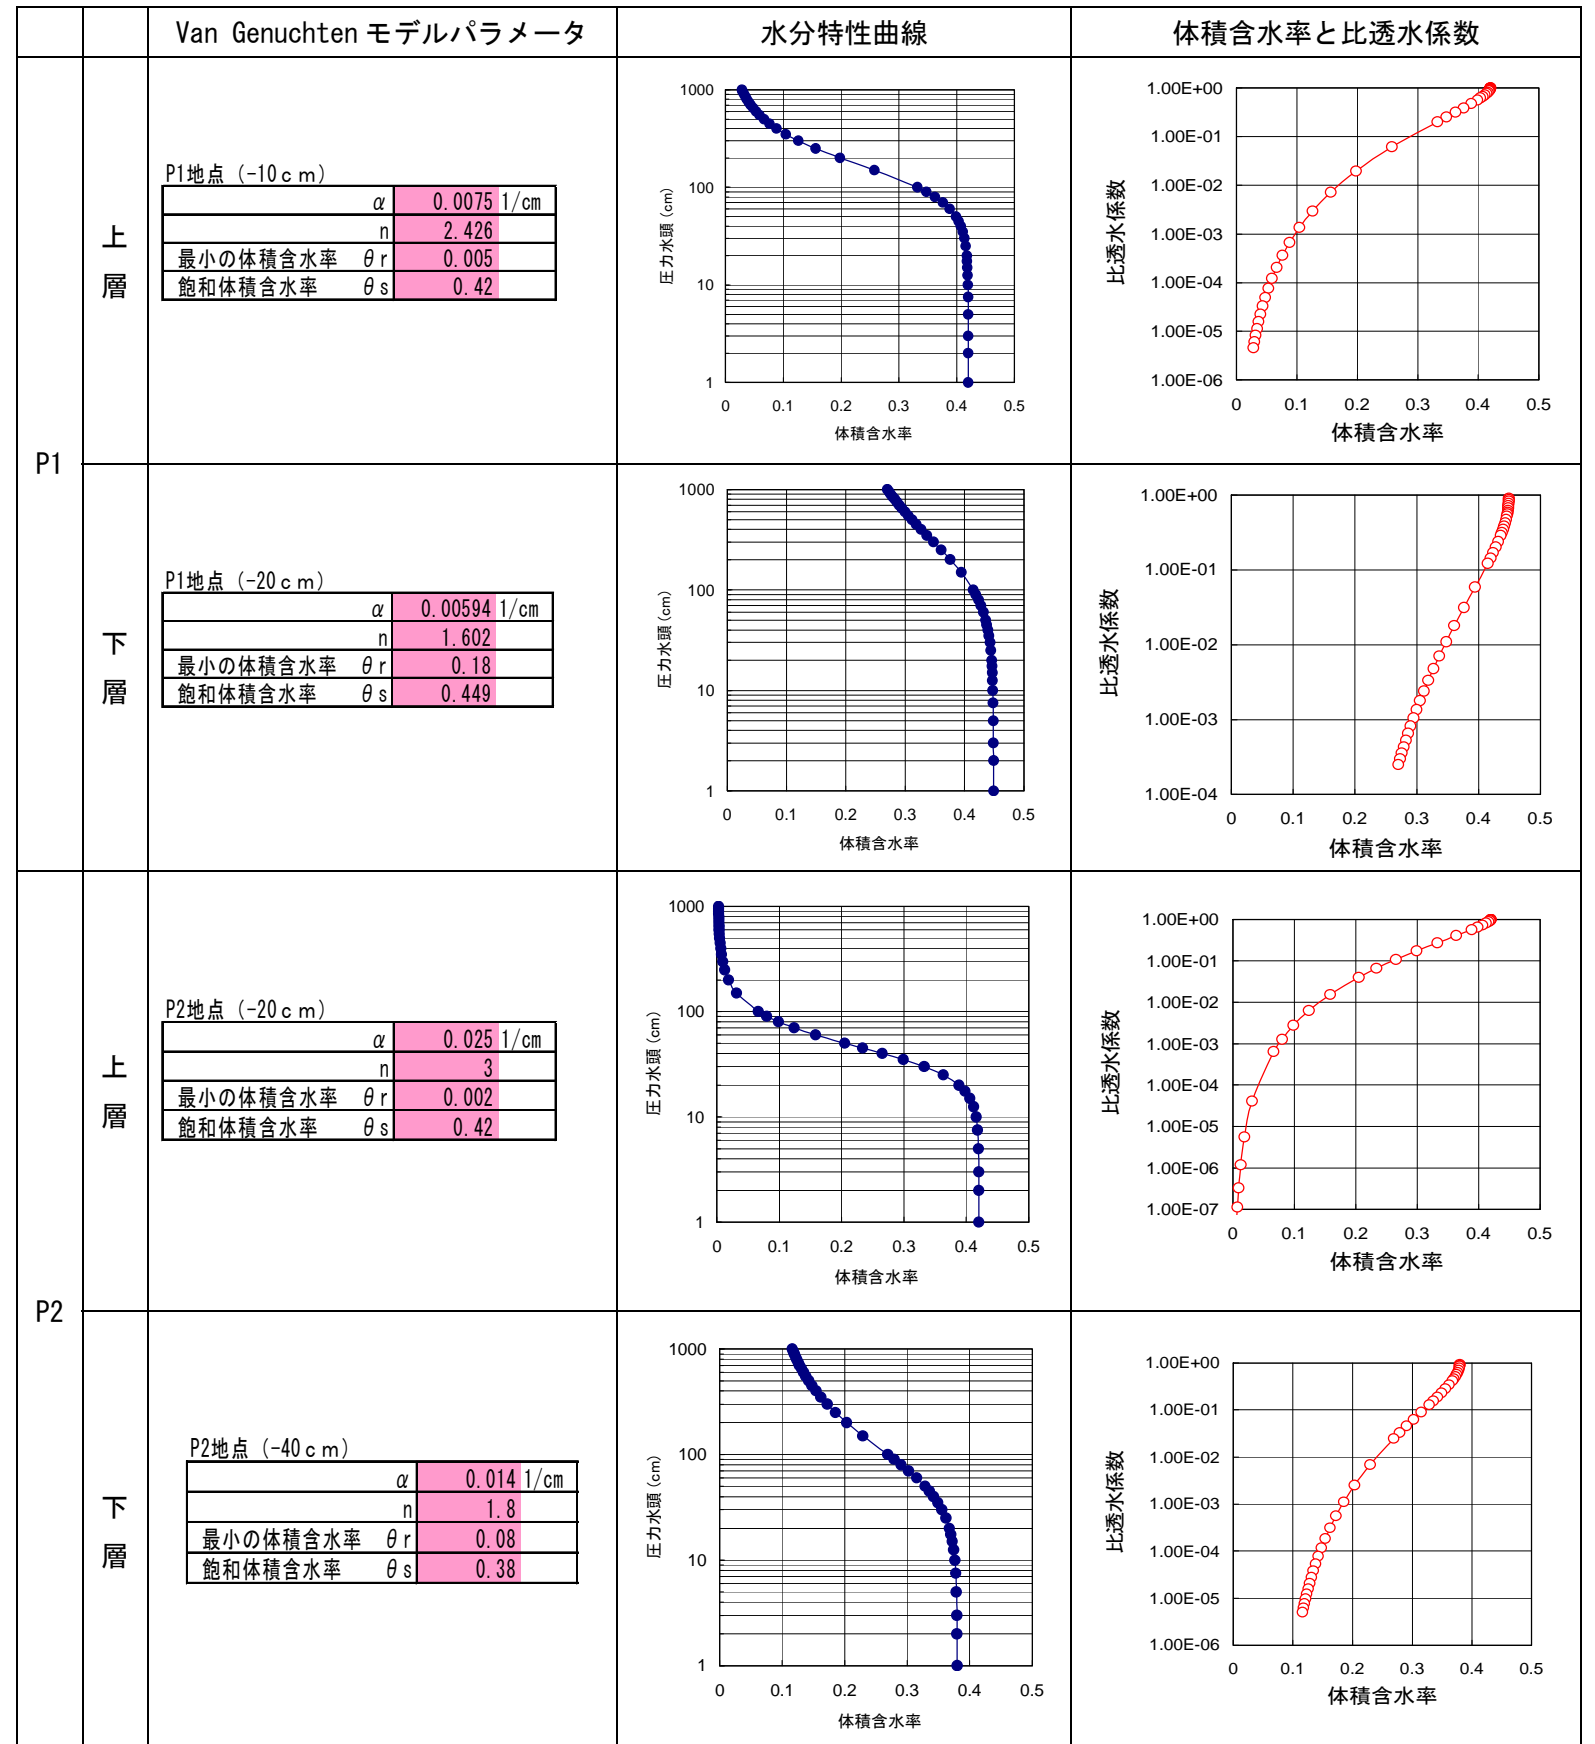 Van Genuchten モデルパラメータ 水分特性曲線 体積含水率と比透水係数
P1
上層
P1地点 (-10ｃｍ)
α 0.0075 1/cm
n 2.426
最小の体積含水率 θr 0.005
飽和体積含水率 θs 0.42
圧力水頭 (cm)
1000
100
10
1
0 0.1 0.2 0.3 0.4 0.5
体積含水率
比透水係数
1.00E+00
1.00E-01
1.00E-02
1.00E-03
1.00E-04
1.00E-05
1.00E-06
0 0.1 0.2 0.3 0.4 0.5
体積含水率
下層
P1地点 (-20ｃｍ)
α 0.00594 1/cm
n 1.602
最小の体積含水率 θr 0.18
飽和体積含水率 θs 0.449
圧力水頭 (cm)
1000
100
10
1
0 0.1 0.2 0.3 0.4 0.5
体積含水率
比透水係数
1.00E+00
1.00E-01
1.00E-02
1.00E-03
1.00E-04
0 0.1 0.2 0.3 0.4 0.5
体積含水率
P2
上層
P2地点 (-20ｃｍ)
α 0.025 1/cm
n 3
最小の体積含水率 θr 0.002
飽和体積含水率 θs 0.42
圧力水頭 (cm)
1000
100
10
1
0 0.1 0.2 0.3 0.4 0.5
体積含水率
比透水係数
1.00E+00
1.00E-01
1.00E-02
1.00E-03
1.00E-04
1.00E-05
1.00E-06
1.00E-07
0 0.1 0.2 0.3 0.4 0.5
体積含水率
下層
P2地点 (-40ｃｍ)
α 0.014 1/cm
n 1.8
最小の体積含水率 θr 0.08
飽和体積含水率 θs 0.38
圧力水頭 (cm)
1000
100
10
1
0 0.1 0.2 0.3 0.4 0.5
体積含水率
比透水係数
1.00E+00
1.00E-01
1.00E-02
1.00E-03
1.00E-04
1.00E-05
1.00E-06
0 0.1 0.2 0.3 0.4 0.5
体積含水率